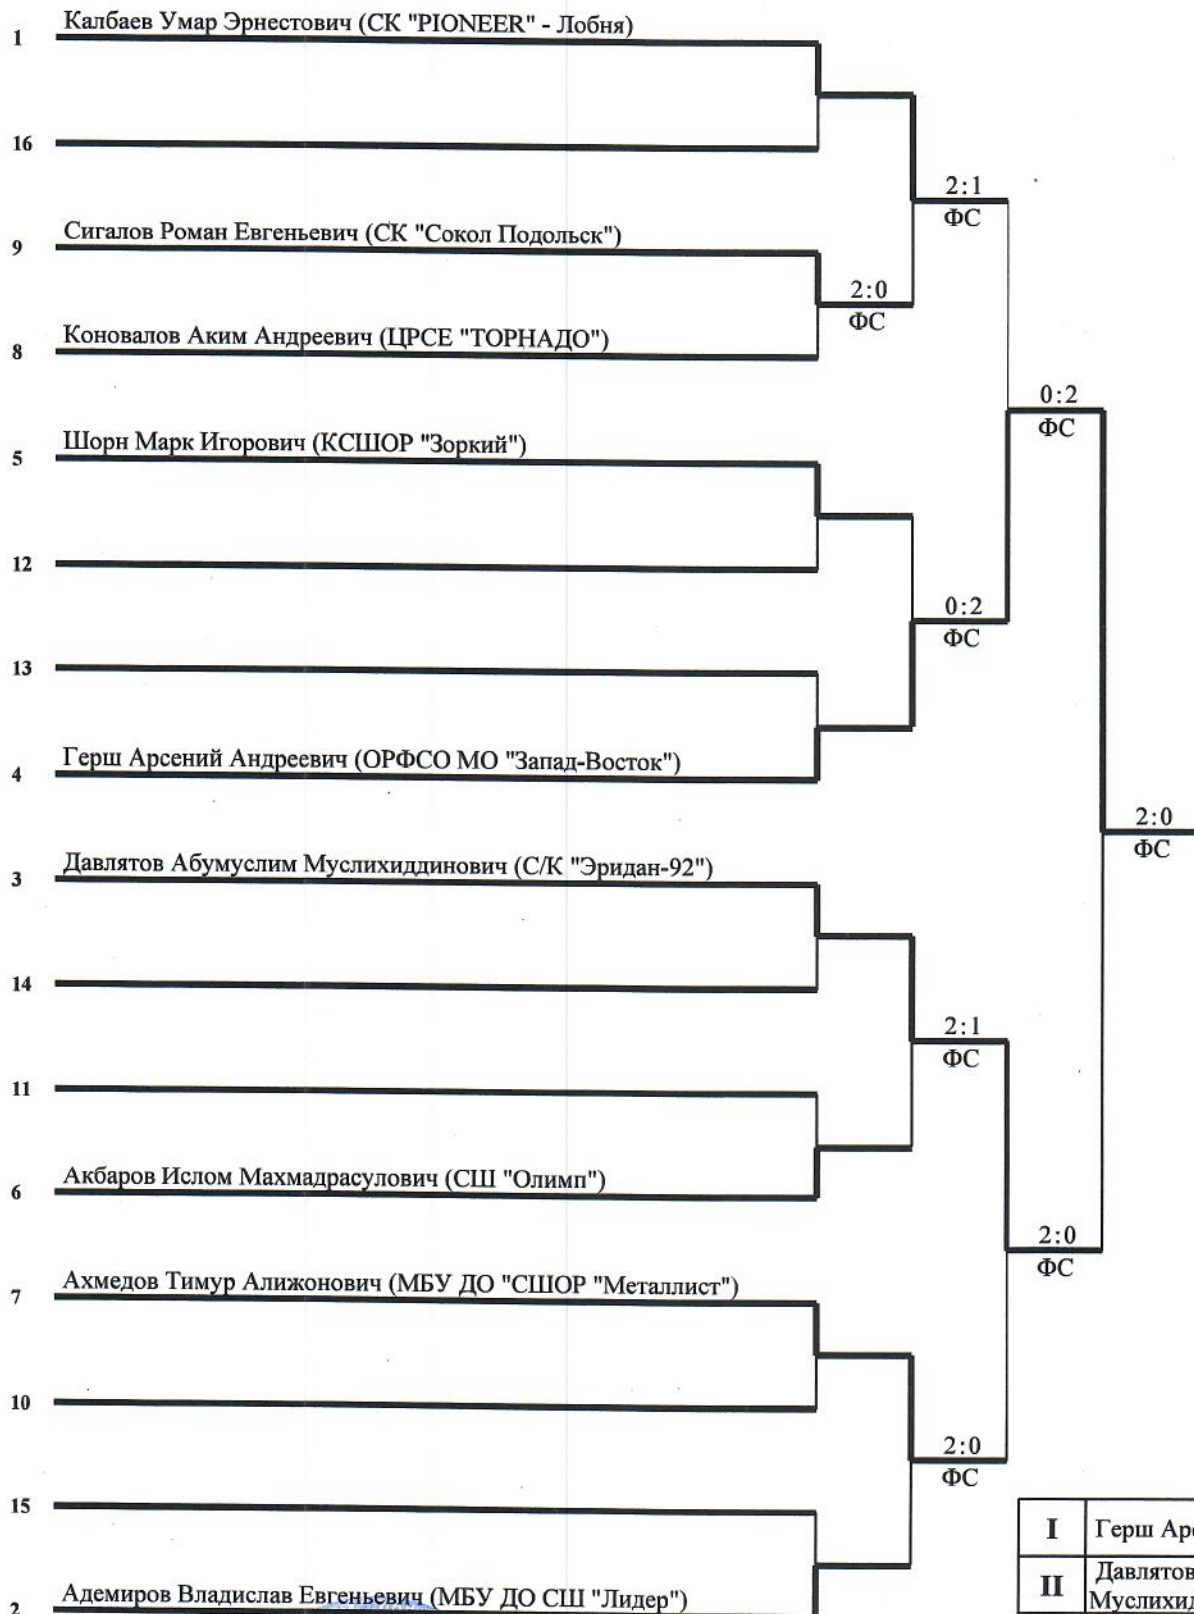 Калбаев Умар Эрнестович (СК "PIONEER" - Лобня)
1
16
2:1
ФС
Сигалов Роман Евгеньевич (СК "Сокол Подольск")
9
2:0
ФС
Коновалов Аким Андреевич (ЦРСЕ "ТОРНАДО")
8
0:2
ФС
Шорн Марк Игорович (КСШОР "Зоркий")
5
12
0:2
ФС
13
Герш Арсений Андреевич (ОРФСО МО "Запад-Восток")
4
2:0
ФС
Давлятов Абумуслим Муслихиддинович (С/К "Эридан-92")
3
14
2:1
ФС
11
Акбаров Ислом Махмадрасулович (СШ "Олимп")
6
2:0
ФС
Ахмедов Тимур Алижонович (МБУ ДО "СШОР "Металлист")
7
10
2:0
ФС
15
I Герш
Адемиров Владислав Евгеньевич (МБУ ДО СШ "Лидер")
2
II Давлятов